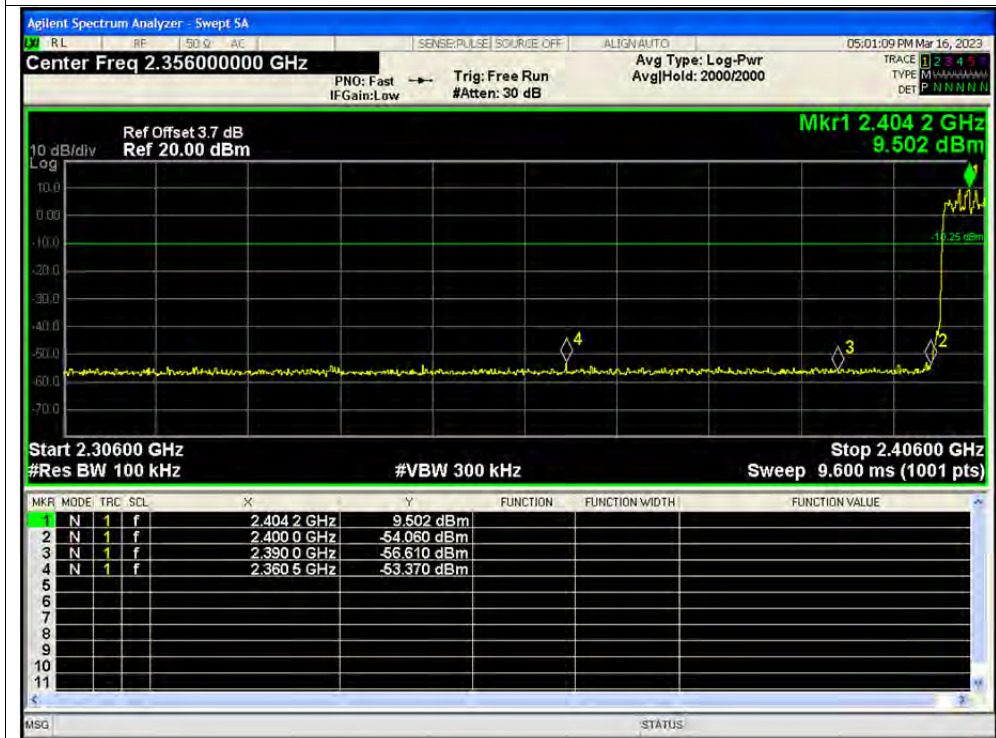 Agilent Spectrum Analyzer - Swept SA
LXI RL RF 50 Ω AC SENSE:PULSE SOURCE OFF ALIGN AUTO 05:01:09 PM Mar 16, 2023
Center Freq 2.356000000 GHz
PNO: Fast
IFGain:Low
Trig: Free Run
#Atten: 30 dB
Avg Type: Log-Pwr
Avg|Hold: 2000/2000
TRACE 1 2 3 4 5 6
TYPE M
DET P N N N N N
Mkr1 2.404 2 GHz
9.502 dBm
10 dB/div
Log
Ref Offset 3.7 dB
Ref 20.00 dBm
10.0
0.00
-10.0
-20.0
-30.0
-40.0
-50.0
-60.0
-70.0
1
-10.25 dBm
4
3
2
Start 2.30600 GHz
#Res BW 100 kHz
#VBW 300 kHz
Stop 2.40600 GHz
Sweep 9.600 ms (1001 pts)
MKR MODE TRC SCL X Y FUNCTION FUNCTION WIDTH FUNCTION VALUE
1 N 1 f 2.404 2 GHz 9.502 dBm
2 N 1 f 2.400 0 GHz -54.060 dBm
3 N 1 f 2.390 0 GHz -56.610 dBm
4 N 1 f 2.360 5 GHz -53.370 dBm
5
6
7
8
9
10
11
MSG STATUS